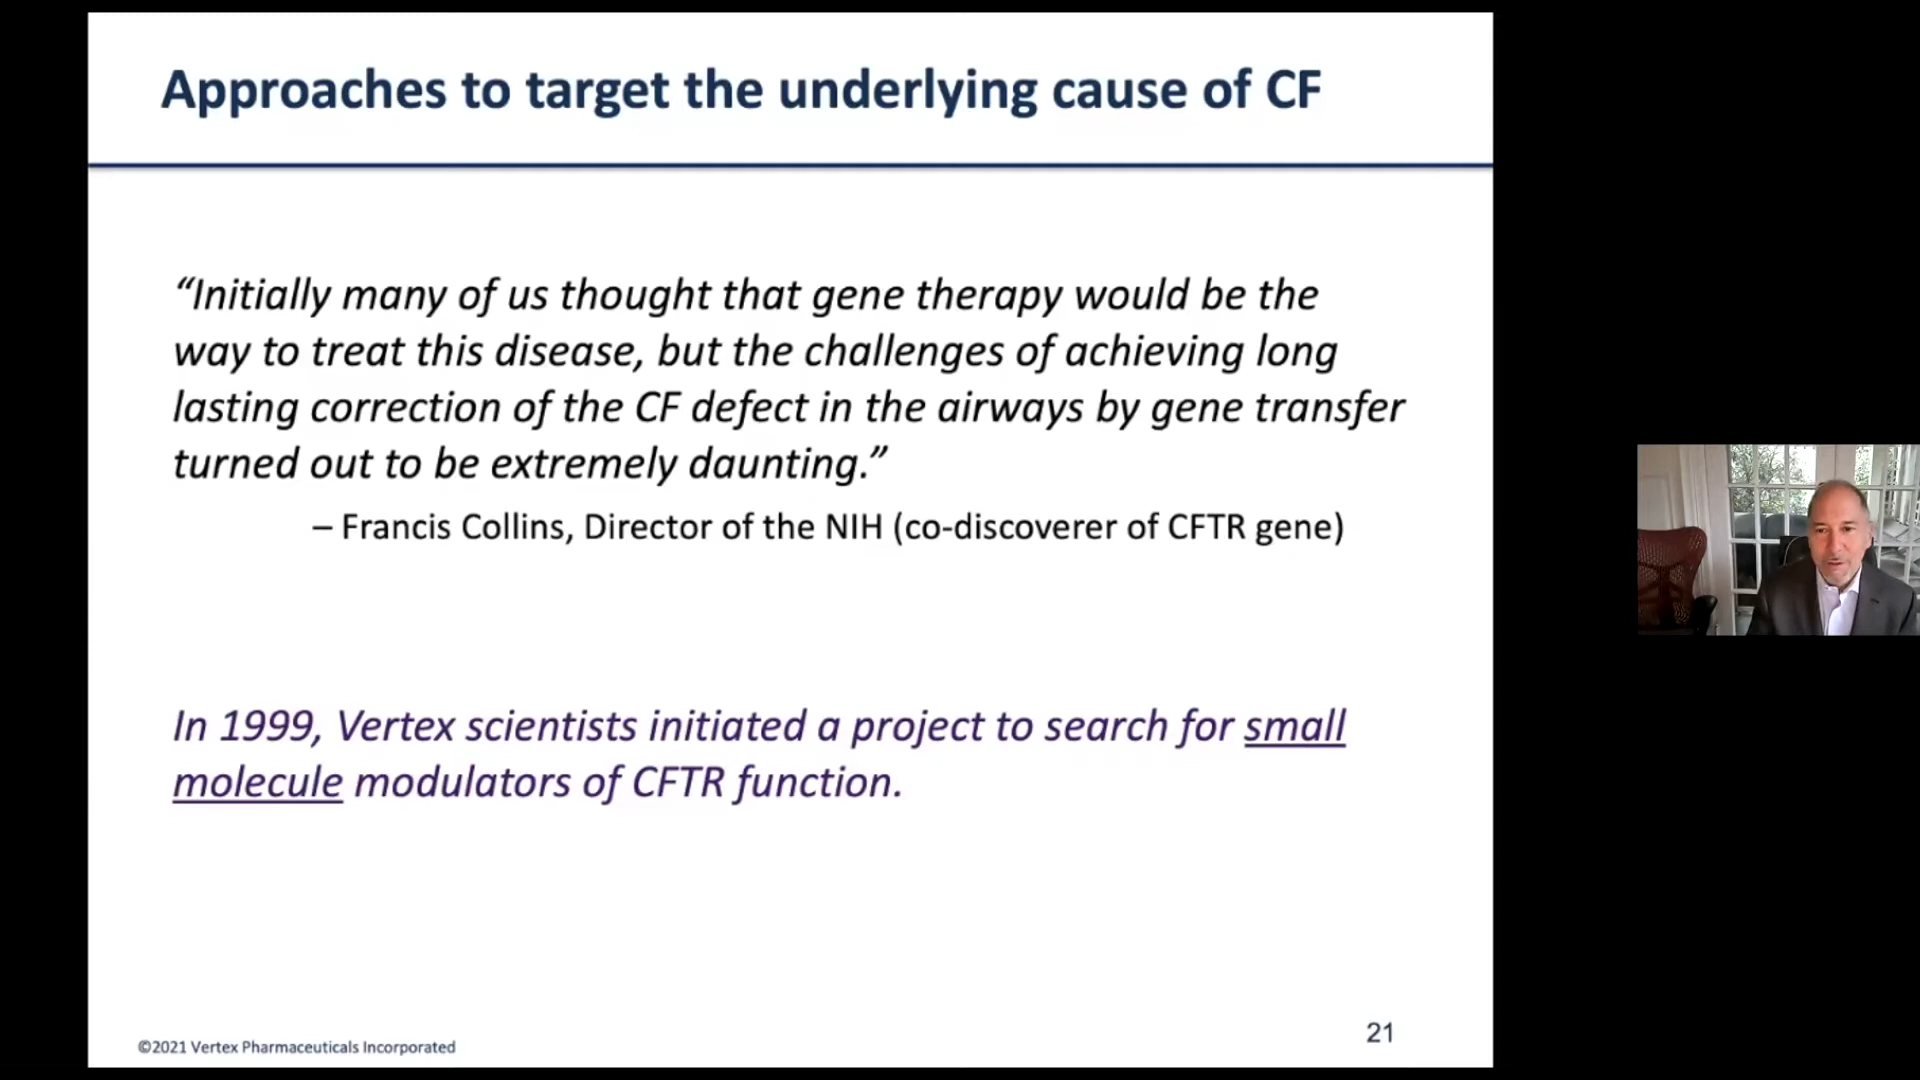 Approaches to target the underlying cause of CF
“Initially many of us thought that gene therapy would be the
way to treat this disease, but the challenges of achieving long
lasting correction of the CF defect in the airways by gene transfer
turned out to be extremely daunting.”
– Francis Collins, Director of the NIH (co-discoverer of CFTR gene)
In 1999, Vertex scientists initiated a project to search for small
molecule modulators of CFTR function.
©2021 Vertex Pharmaceuticals Incorporated
21